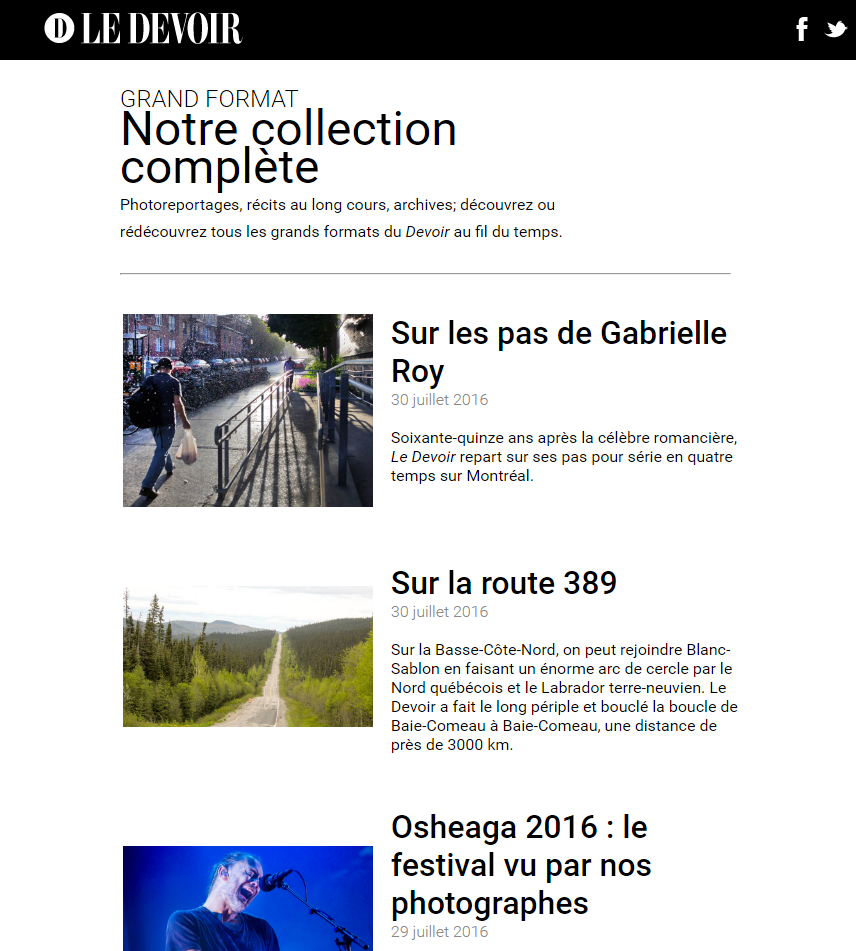 D LE DEVOIR
GRAND FORMAT
Notre collection
complète
Photoreportages, récits au long cours, archives; découvrez ou
rédécouvrez tous les grands formats du Devoir au fil du temps.
Sur les pas de Gabrielle
Roy
30 juillet 2016
Soixante-quinze ans après la célèbre romancière,
Le Devoir repart sur ses pas pour série en quatre
temps sur Montréal.
Sur la route 389
30 juillet 2016
Sur la Basse-Côte-Nord, on peut rejoindre Blanc-
Sablon en faisant un énorme arc de cercle par le
Nord québécois et le Labrador terre-neuvien. Le
Devoir a fait le long périple et bouclé la boucle de
Baie-Comeau à Baie-Comeau, une distance de
près de 3000 km.
Osheaga 2016 : le
festival vu par nos
photographes
29 juillet 2016